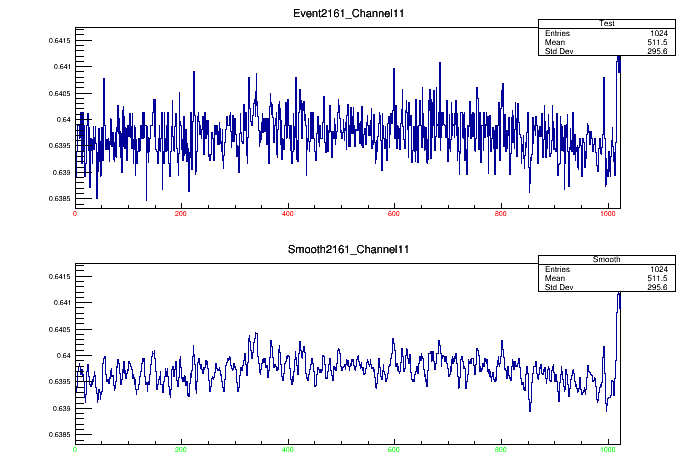 Event2161_Channel11
Test
Entries 1024
Mean 511.5
Std Dev 295.6
0.6415
0.641
0.6405
0.64
0.6395
0.639
0.6385
0 200 400 600 800 1000
Smooth2161_Channel11
Smooth
Entries 1024
Mean 511.5
Std Dev 295.6
0.6415
0.641
0.6405
0.64
0.6395
0.639
0.6385
0 200 400 600 800 1000